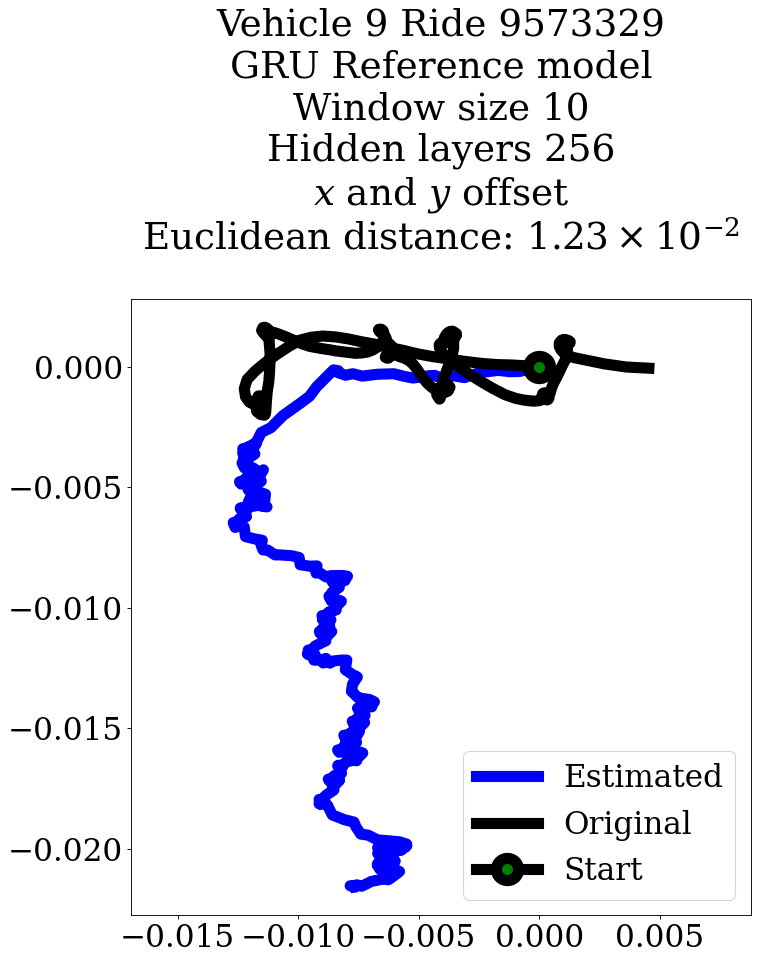 Vehicle 9 Ride 9573329
GRU Reference model
Window size 10
Hidden layers 256
x and y offset
Euclidean distance: 1.23 × 10⁻²
0.000
−0.005
−0.010
−0.015
−0.020
Estimated
Original
Start
−0.015 −0.010 −0.005 0.000 0.005